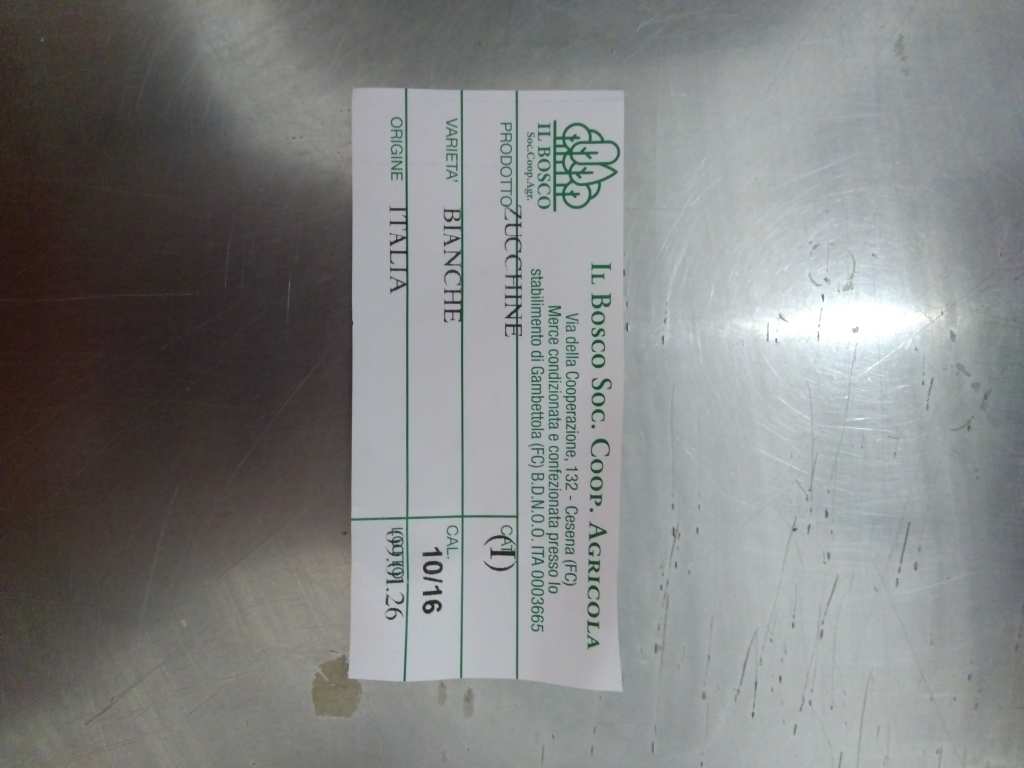 IL BOSCO
Soc.Coop.Agr.
IL BOSCO SOC. COOP. AGRICOLA
Via della Cooperazione, 132 - Cesena (FC)
Merce condizionata e confezionata presso lo
stabilimento di Gambettola (FC) B.D.N.O.O. ITA 0003665
PRODOTTO ZUCCHINE
(I)
VARIETA' BIANCHE
CAL. 10/16
ORIGINE ITALIA